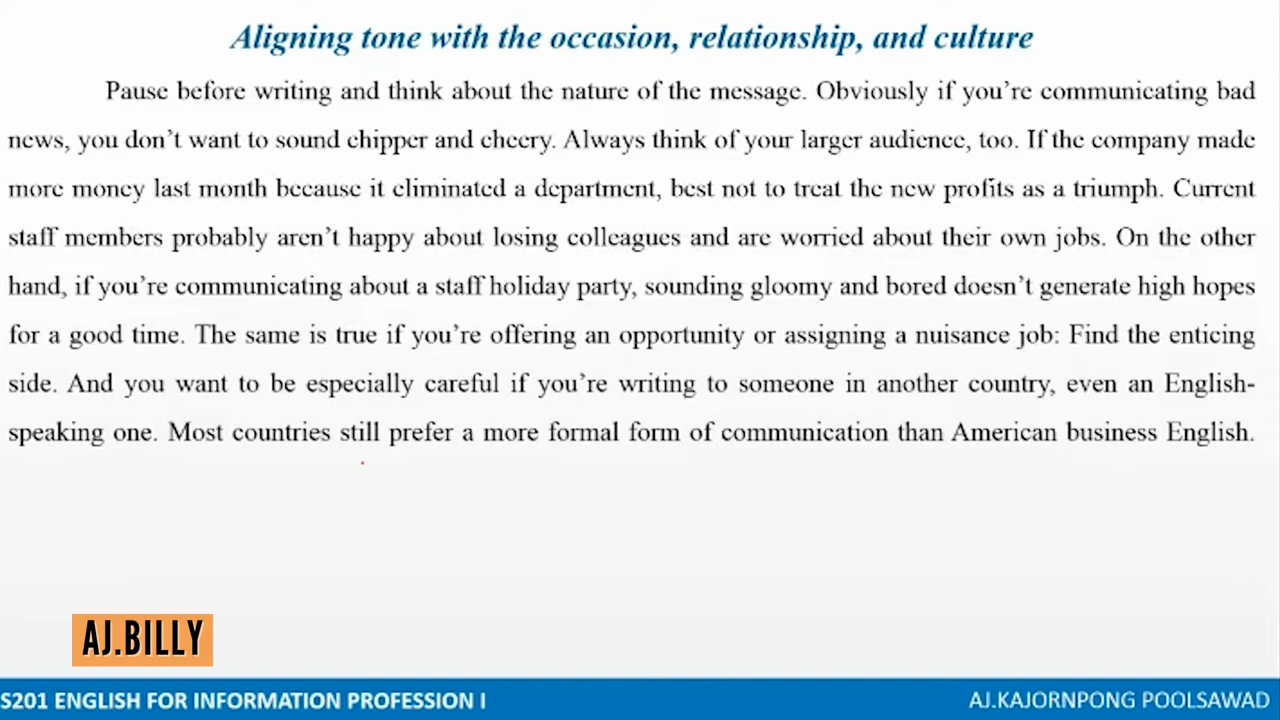 Aligning tone with the occasion, relationship, and culture
Pause before writing and think about the nature of the message. Obviously if you’re communicating bad
news, you don’t want to sound chipper and cheery. Always think of your larger audience, too. If the company made
more money last month because it eliminated a department, best not to treat the new profits as a triumph. Current
staff members probably aren’t happy about losing colleagues and are worried about their own jobs. On the other
hand, if you’re communicating about a staff holiday party, sounding gloomy and bored doesn’t generate high hopes
for a good time. The same is true if you’re offering an opportunity or assigning a nuisance job: Find the enticing
side. And you want to be especially careful if you’re writing to someone in another country, even an English-
speaking one. Most countries still prefer a more formal form of communication than American business English.
AJ.BILLY
S201 ENGLISH FOR INFORMATION PROFESSION I
AJ.KAJORNPONG POOLSAWAD